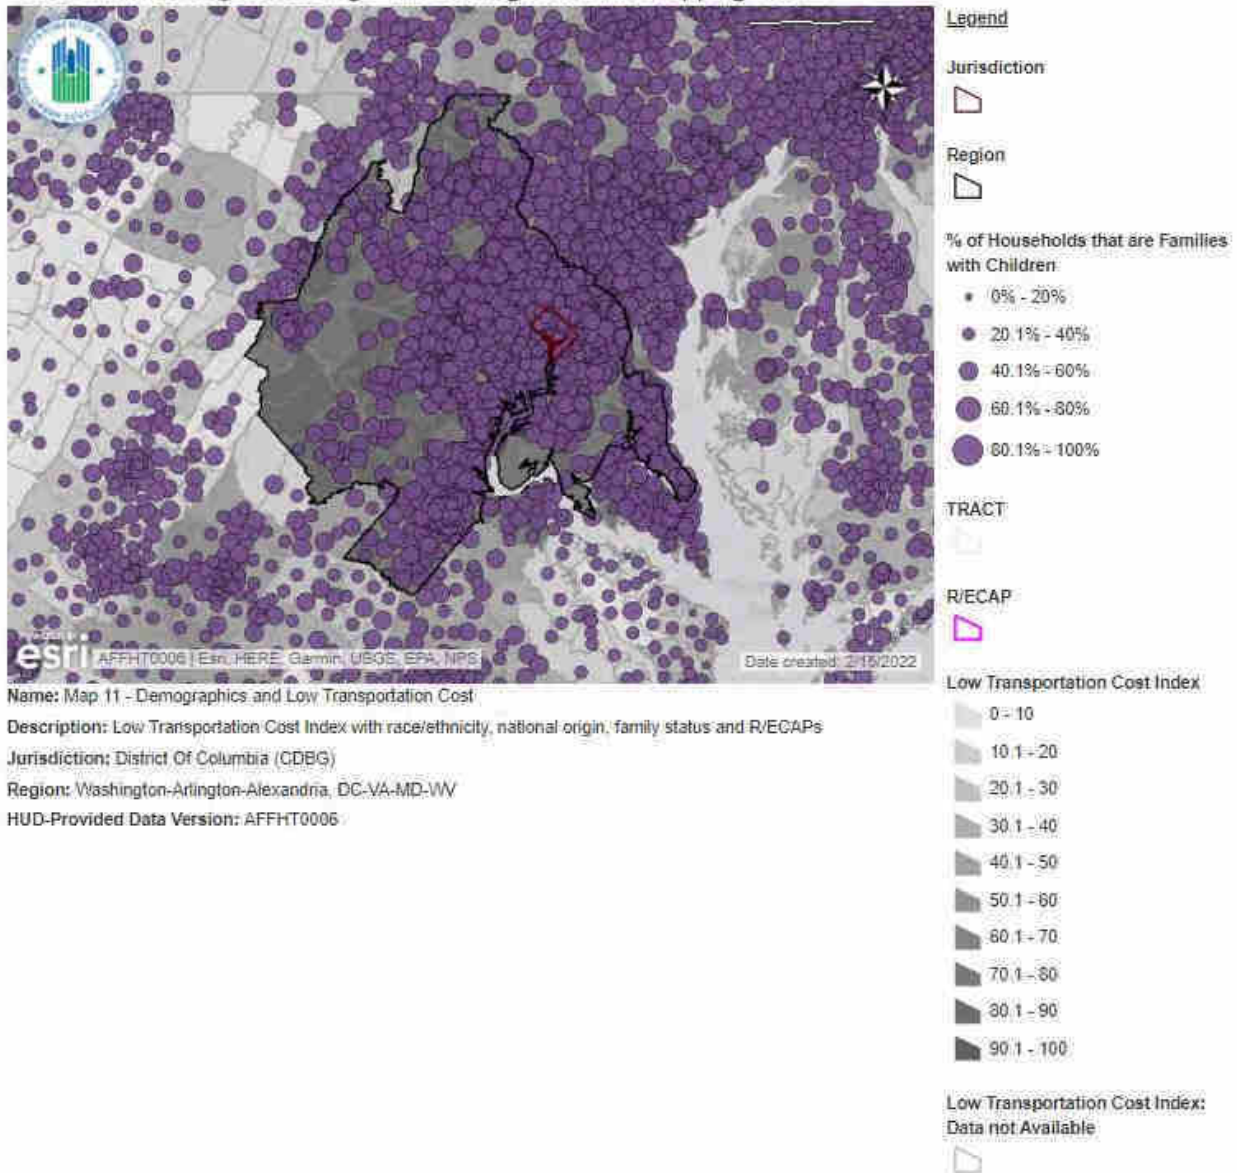 Legend
Jurisdiction
Region
% of Households that are Families
with Children
0% - 20%
20.1% - 40%
40.1% - 60%
60.1% - 80%
80.1% - 100%
TRACT
R/ECAP
Low Transportation Cost Index
0 - 10
10.1 - 20
20.1 - 30
30.1 - 40
40.1 - 50
50.1 - 60
60.1 - 70
70.1 - 80
80.1 - 90
90.1 - 100
Low Transportation Cost Index:
Data not Available
esri
AFFHT0006 | Esri, HERE, Garmin, USGS, EPA, NPS
Date created: 2/15/2022
Name: Map 11 - Demographics and Low Transportation Cost
Description: Low Transportation Cost Index with race/ethnicity, national origin, family status and R/ECAPs
Jurisdiction: District Of Columbia (CDBG)
Region: Washington-Arlington-Alexandria, DC-VA-MD-WV
HUD-Provided Data Version: AFFHT0006